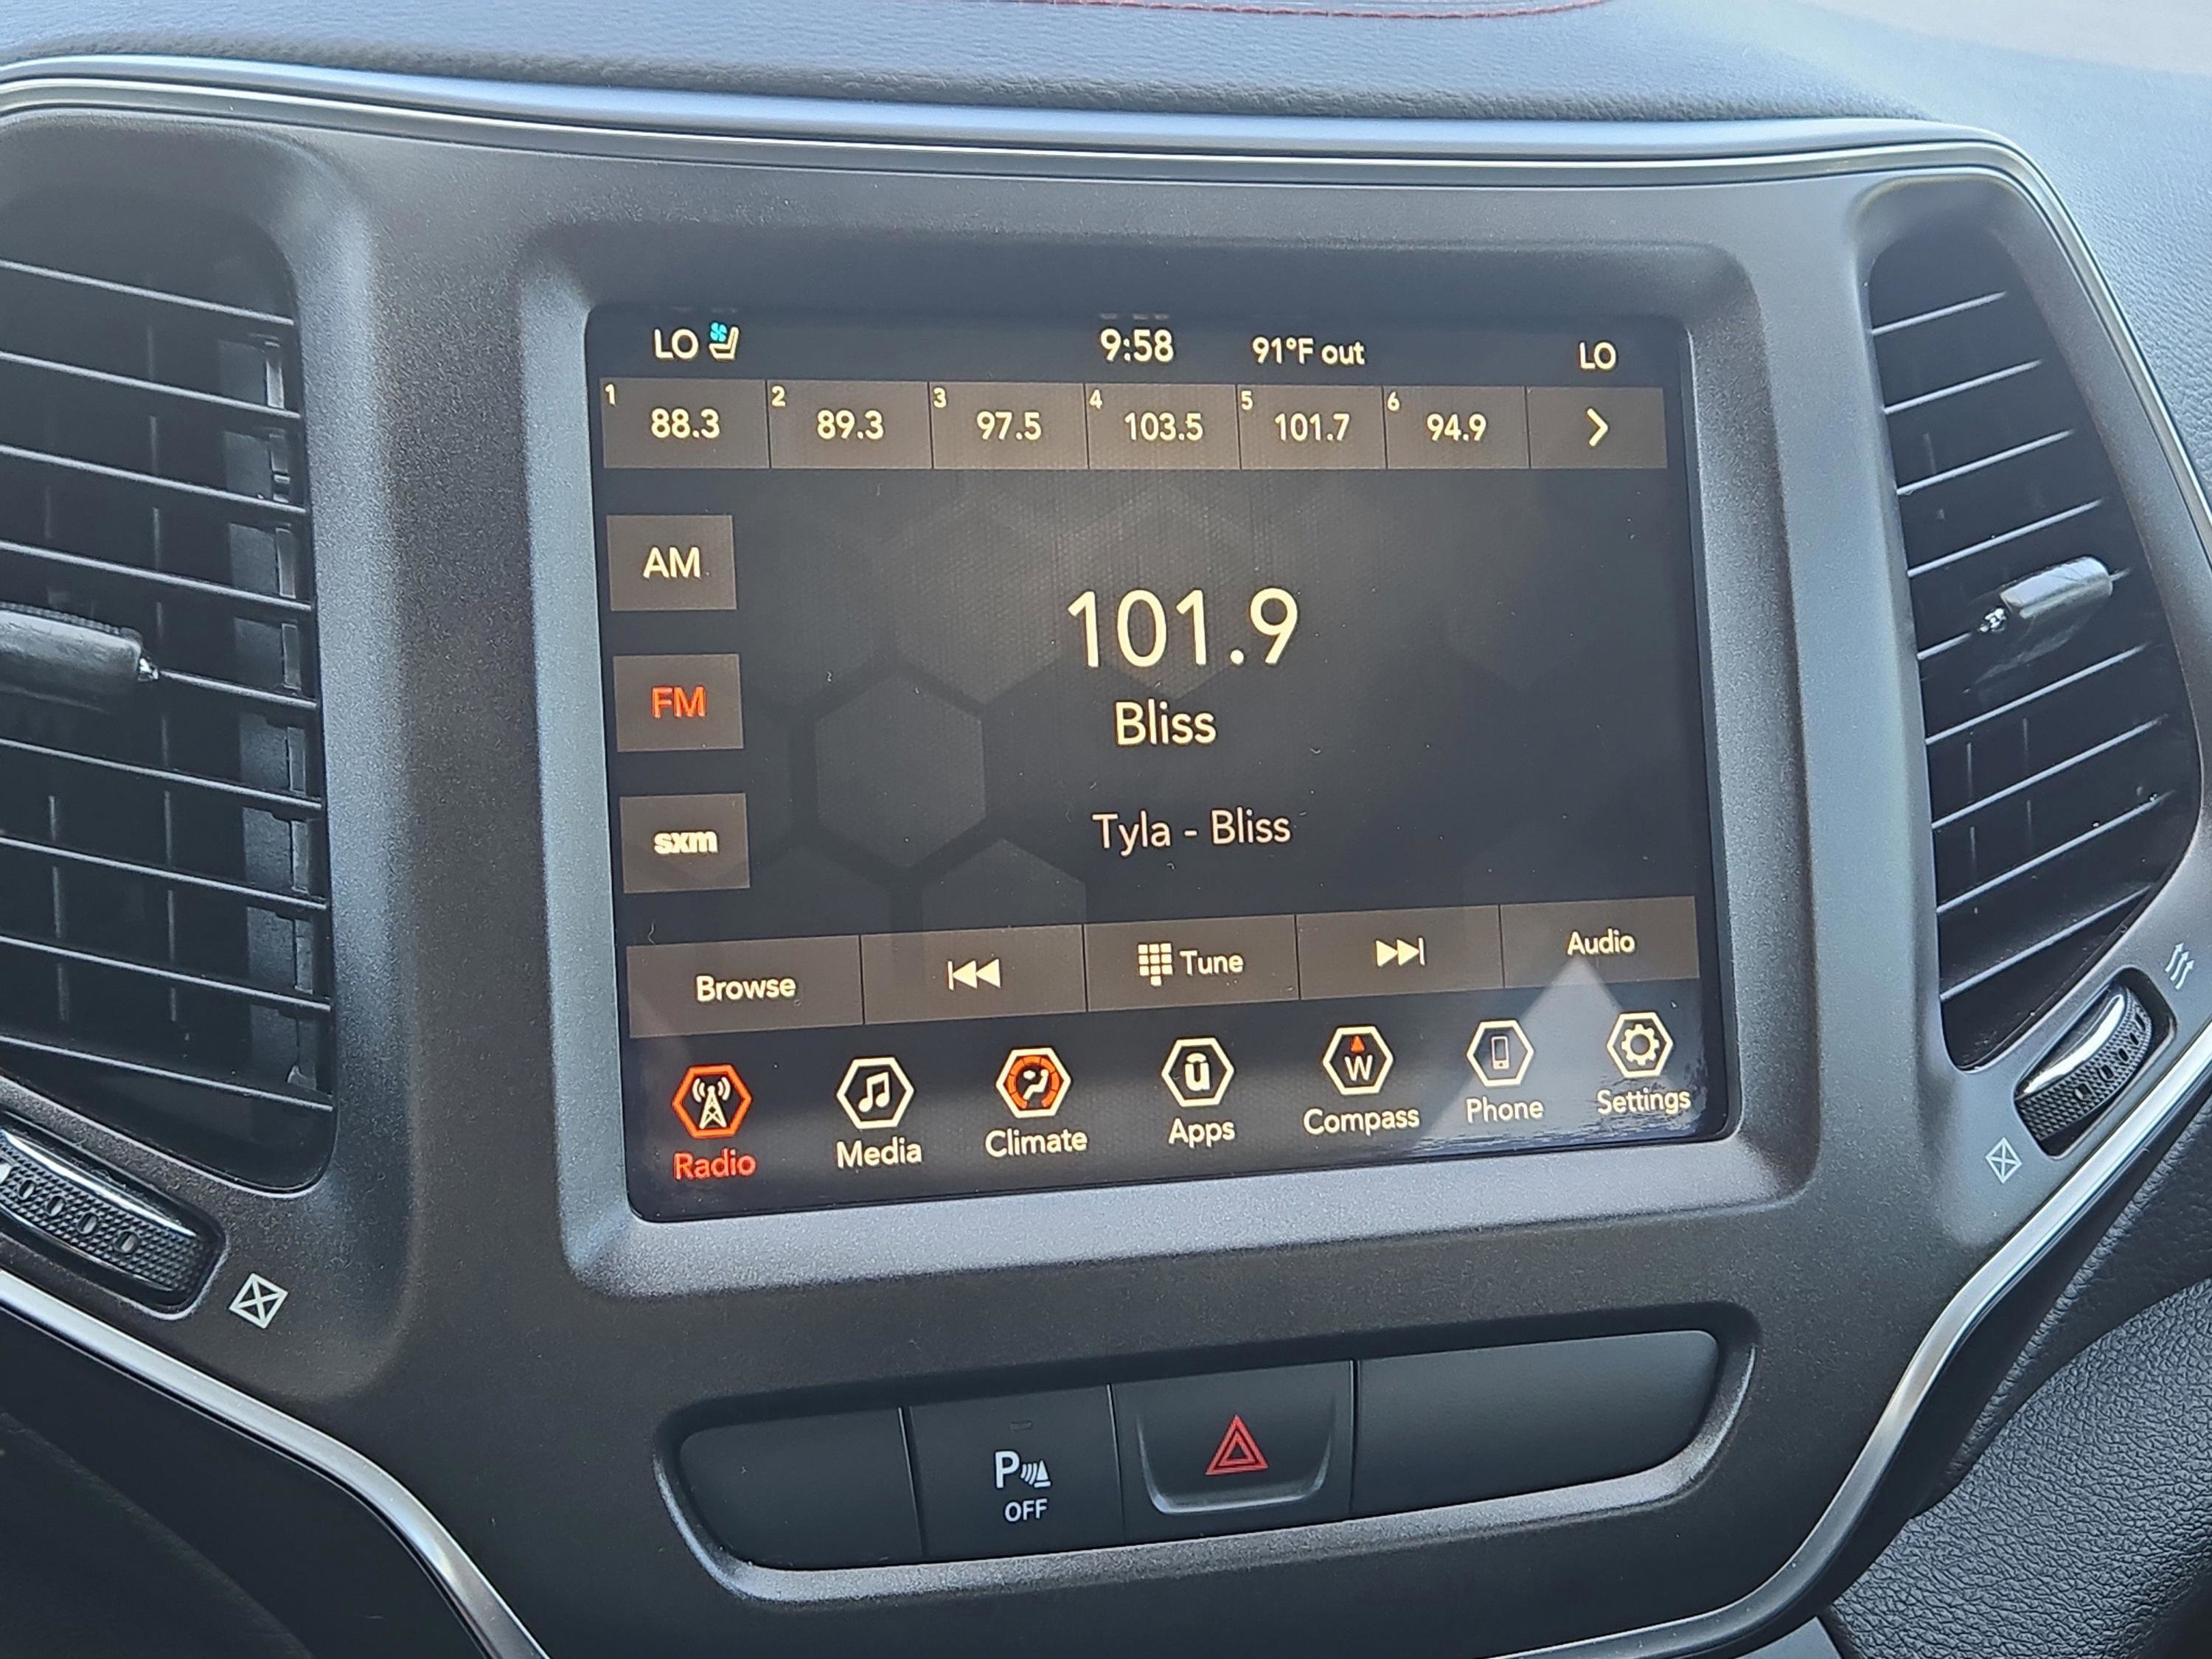 LO 9:58 91°F out LO
1 88.3 2 89.3 3 97.5 4 103.5 5 101.7 6 94.9
AM
101.9
FM
Bliss
sxm
Tyla - Bliss
Browse Tune Audio
W
ū
Radio Media Climate Apps Compass Phone Settings
P
OFF